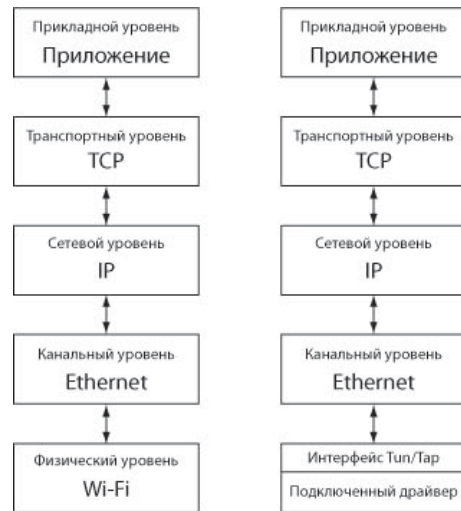 Прикладной уровень
Приложение
Транспортный уровень
TCP
Сетевой уровень
IP
Канальный уровень
Ethernet
Физический уровень
Wi-Fi
Прикладной уровень
Приложение
Транспортный уровень
TCP
Сетевой уровень
IP
Канальный уровень
Ethernet
Интерфейс Tun/Tap
Подключенный драйвер